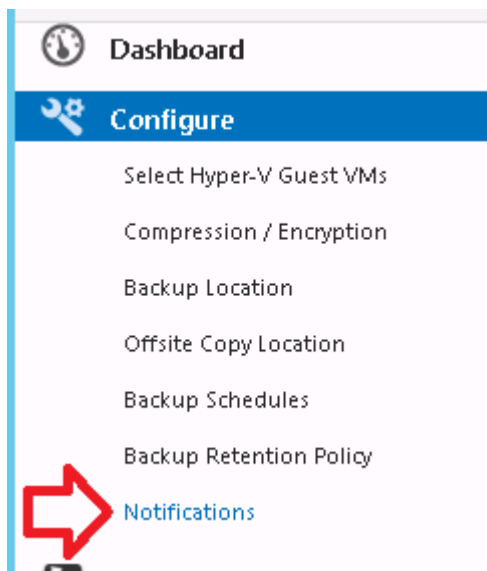 Dashboard
Configure
Select Hyper-V Guest VMs
Compression / Encryption
Backup Location
Offsite Copy Location
Backup Schedules
Backup Retention Policy
Notifications